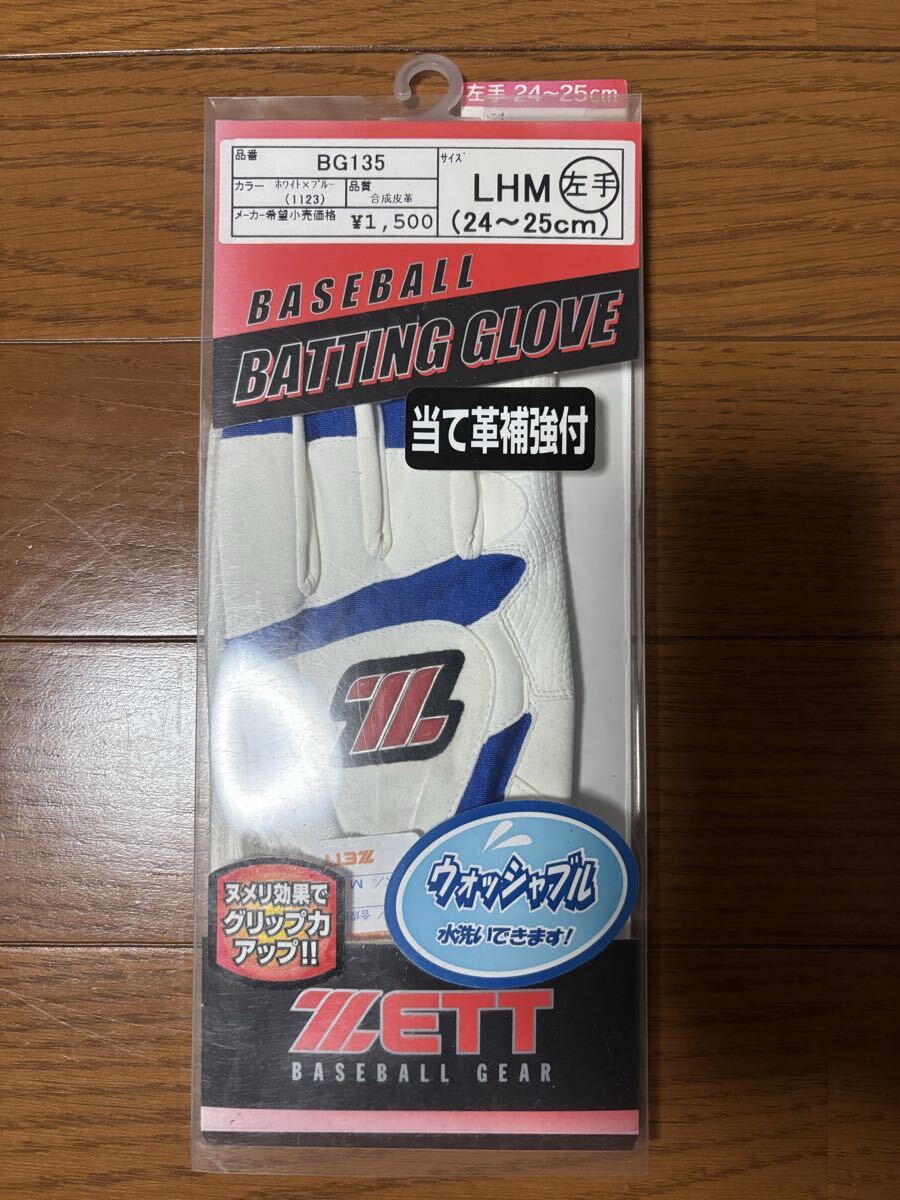 左手 24～25cm
品番 BG135 サイズ
カラー ホワイト×ブルー (1123) 品質 合成皮革 LHM 左手
メーカー希望小売価格 ¥1,500 (24～25cm)
BASEBALL
BATTING GLOVE
当て革補強付
ZETT
M
ウォッシャブル
水洗いできます!
ヌメリ効果で
グリップ力
アップ!!
ZETT
BASEBALL GEAR